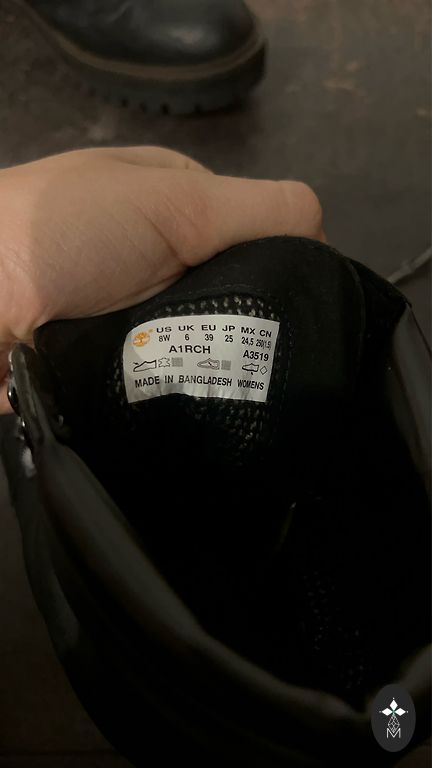 US UK EU JP MX CN
8W 6 39 25 24,5 250(1,5)
A1RCH A3519
MADE IN BANGLADESH WOMENS
M